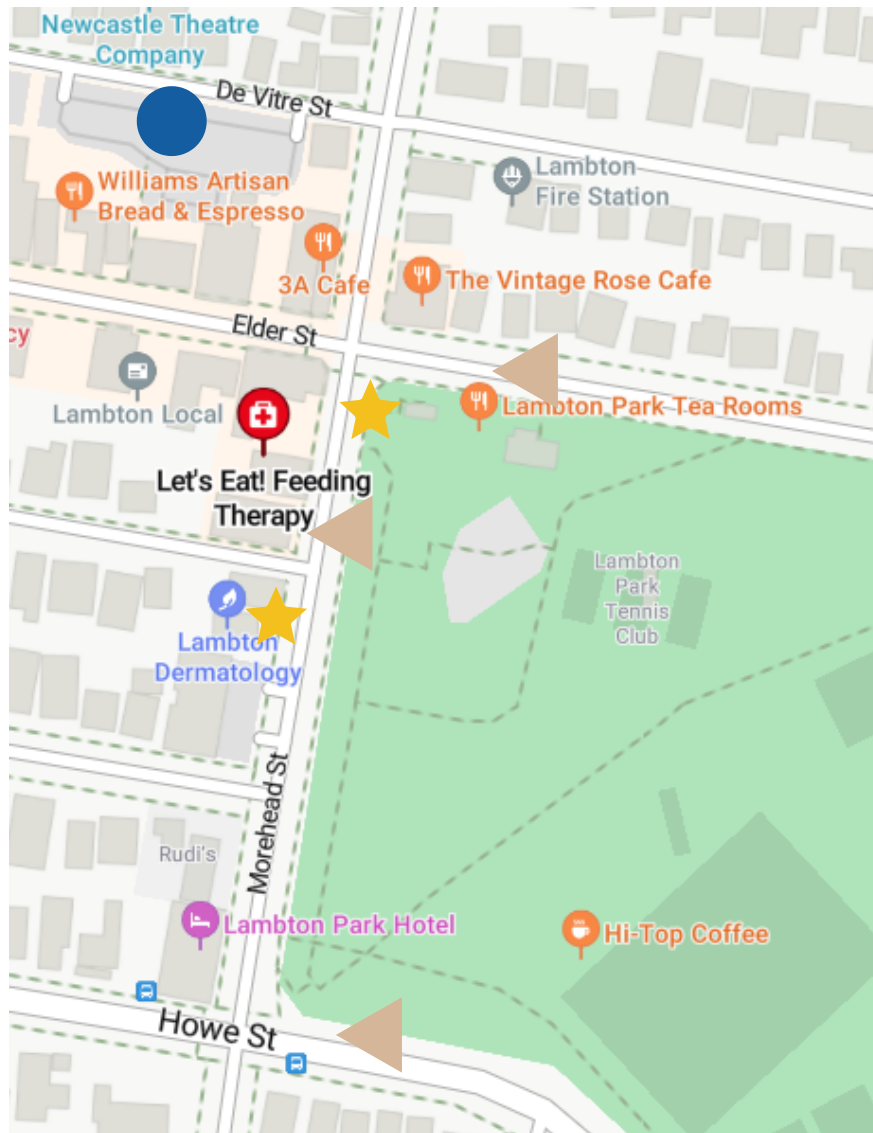 Newcastle Theatre
Company
De Vitre St
Lambton
Fire Station
Williams Artisan
Bread & Espresso
3A Cafe
The Vintage Rose Cafe
Elder St
cy
Lambton Local
Lambton Park Tea Rooms
Let's Eat! Feeding
Therapy
Lambton
Park
Tennis
Club
Lambton
Dermatology
Morehead St
Rudi's
Lambton Park Hotel
Hi-Top Coffee
Howe St